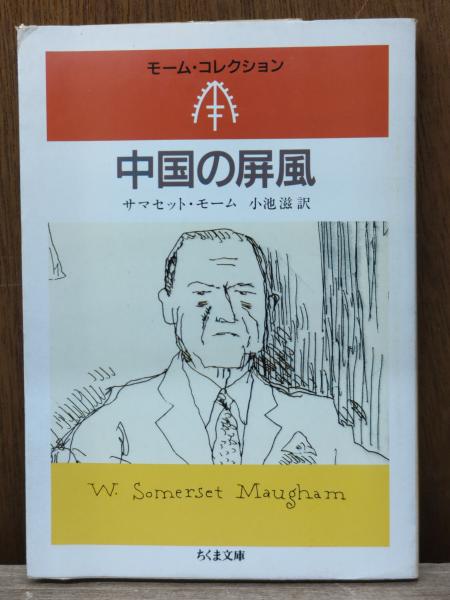 モーム・コレクション
中国の屏風
サマセット・モーム 小池滋訳
W. Somerset Maugham
ちくま文庫